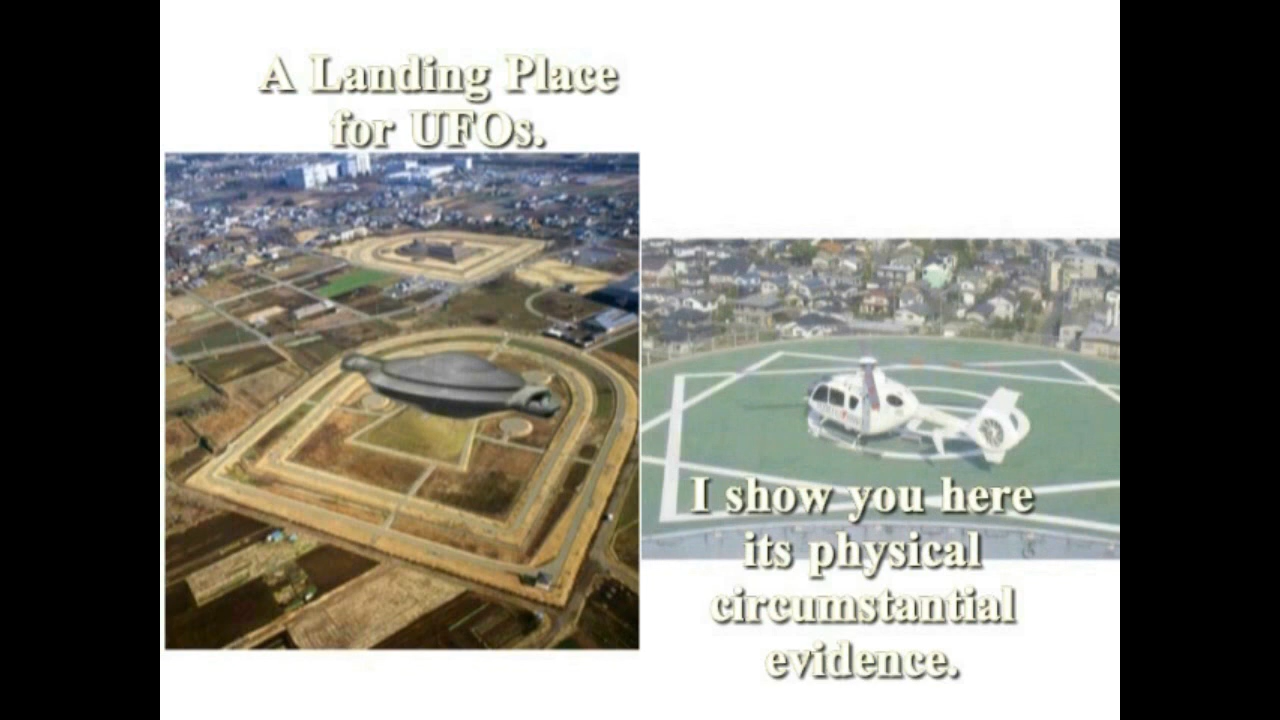 A Landing Place
for UFOs.
I show you here
its physical
circumstantial
evidence.